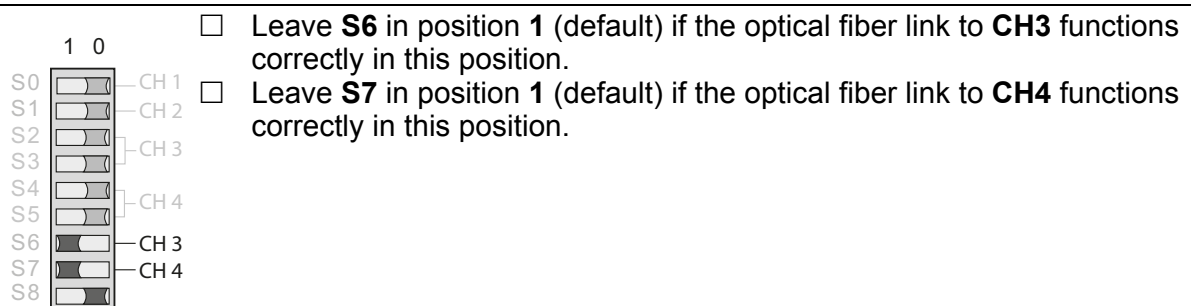 1 0
S0 CH 1
S1 CH 2
S2
CH 3
S3
S4
CH 4
S5
S6 CH 3
S7 CH 4
S8
☐ Leave S6 in position 1 (default) if the optical fiber link to CH3 functions
correctly in this position.
☐ Leave S7 in position 1 (default) if the optical fiber link to CH4 functions
correctly in this position.